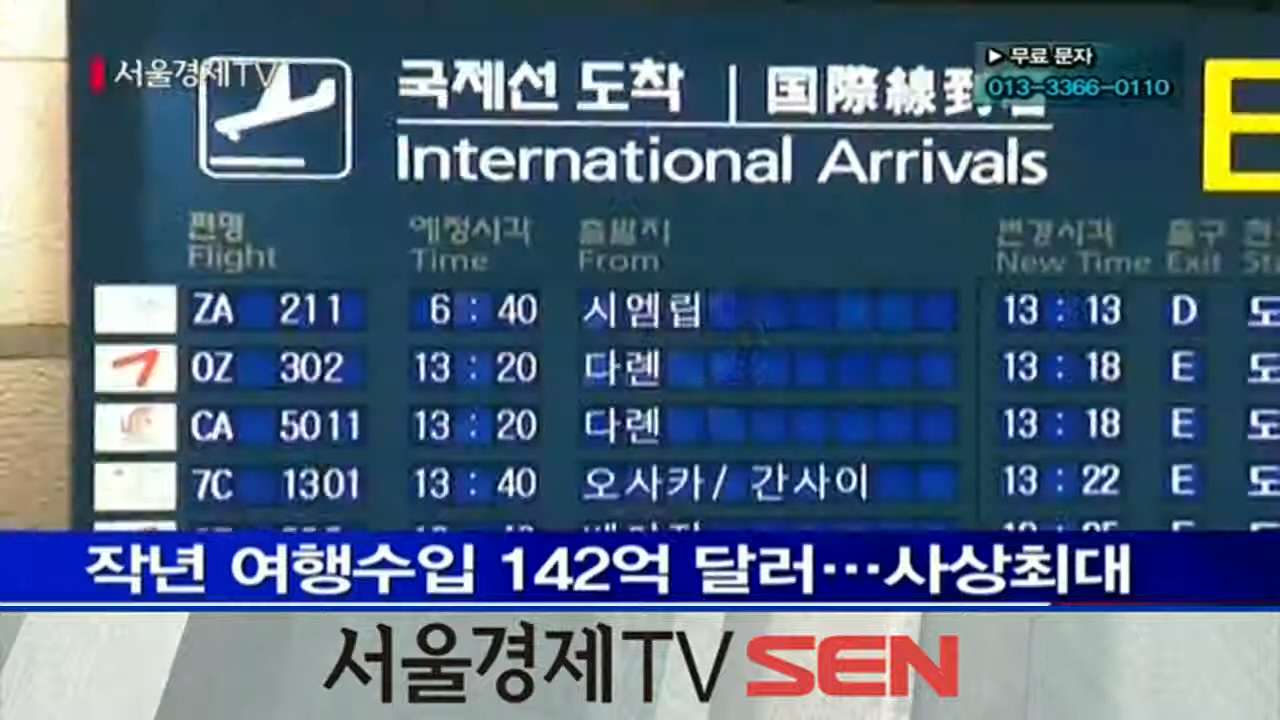 서울경제TV
▶ 무료 문자
013-3366-0110
국제선 도착 | 国際線到着
International Arrivals
편명 예정시각 출발지 변경시각 출구
Flight Time From New Time Exit
ZA 211 6 : 40 시엠립 13 : 13 D 도
OZ 302 13 : 20 다롄 13 : 18 E 도
CA 5011 13 : 20 다롄 13 : 18 E 도
7C 1301 13 : 40 오사카/ 간사이 13 : 22 E 도
작년 여행수입 142억 달러…사상최대
서울경제TV SEN